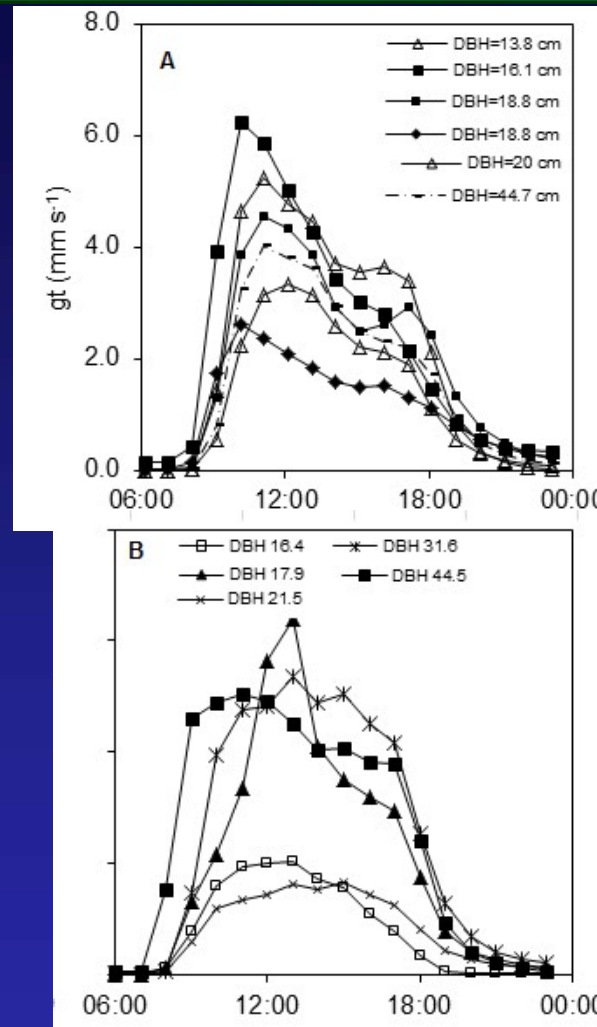 8.0
A
DBH=13.8 cm
DBH=16.1 cm
DBH=18.8 cm
DBH=18.8 cm
DBH=20 cm
DBH=44.7 cm
6.0
4.0
2.0
0.0
gt (mm s-1)
06:00 12:00 18:00 00:00
B
DBH 16.4 DBH 31.6
DBH 17.9 DBH 44.5
DBH 21.5
06:00 12:00 18:00 00:00